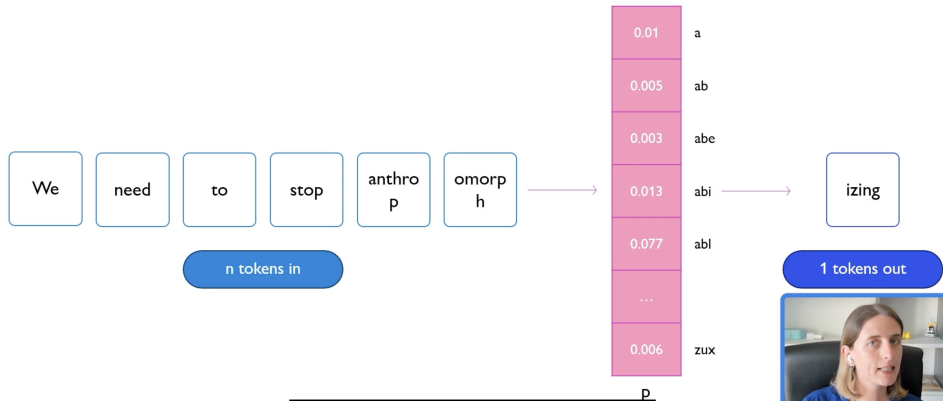 0.01 a
0.005 ab
0.003 abe
We need to stop anthro
p omorp
h 0.013 abi izing
0.077 abl
n tokens in 1 tokens out
...
0.006 zux
p